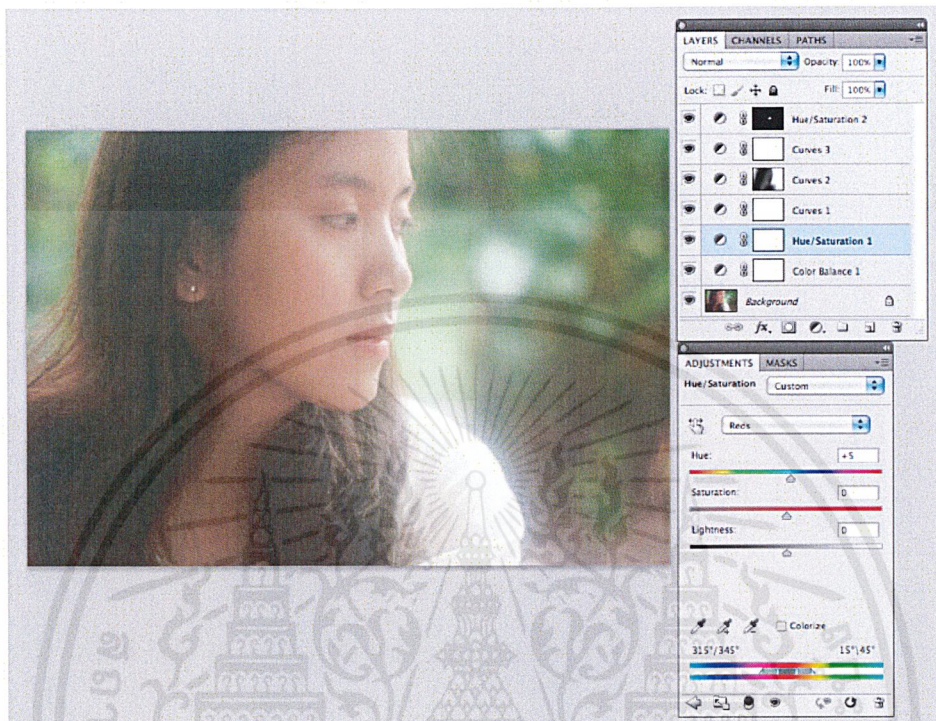 LAYERS CHANNELS PATHS
Normal Opacity: 100%
Lock: Fill: 100%
Hue/Saturation 2
Curves 3
Curves 2
Curves 1
Hue/Saturation 1
Color Balance 1
Background
fx.
ADJUSTMENTS MASKS
Hue/Saturation Custom
Reds
Hue: +5
Saturation: 0
Lightness: 0
Colorize
315°/345° 15°\45°